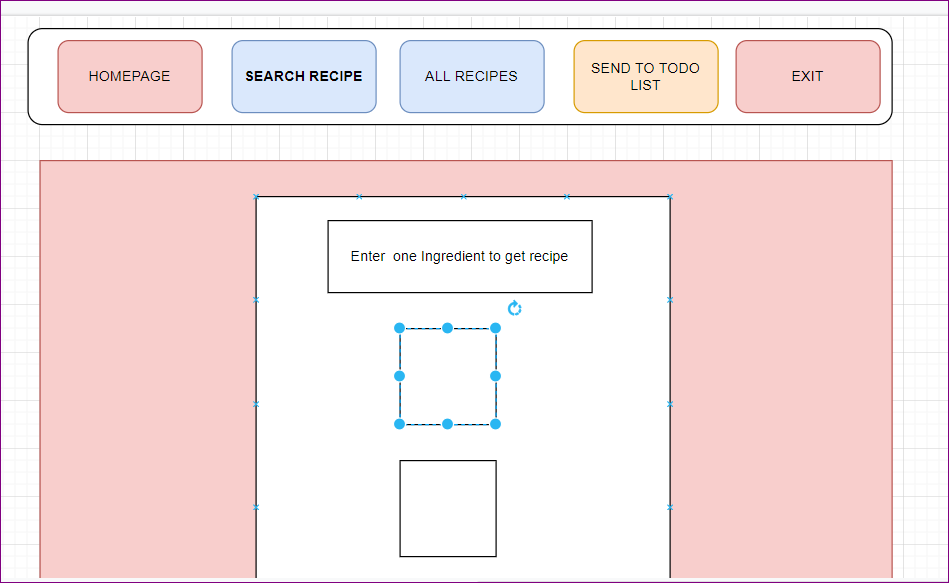 HOMEPAGE
SEARCH RECIPE
ALL RECIPES
SEND TO TODO
LIST
EXIT
Enter  one Ingredient to get recipe